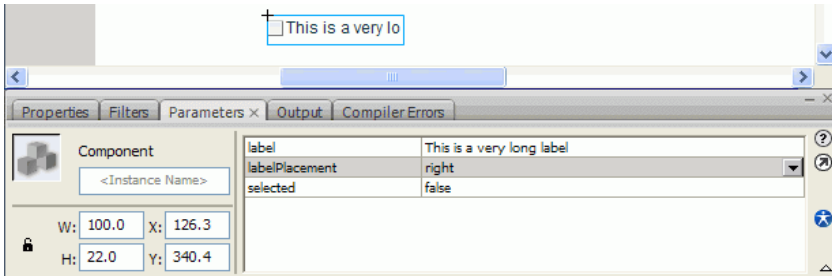 This is a very lo
Properties Filters Parameters × Output Compiler Errors
Component
<Instance Name>
W: 100.0 X: 126.3
H: 22.0 Y: 340.4
label This is a very long label
labelPlacement right
selected false